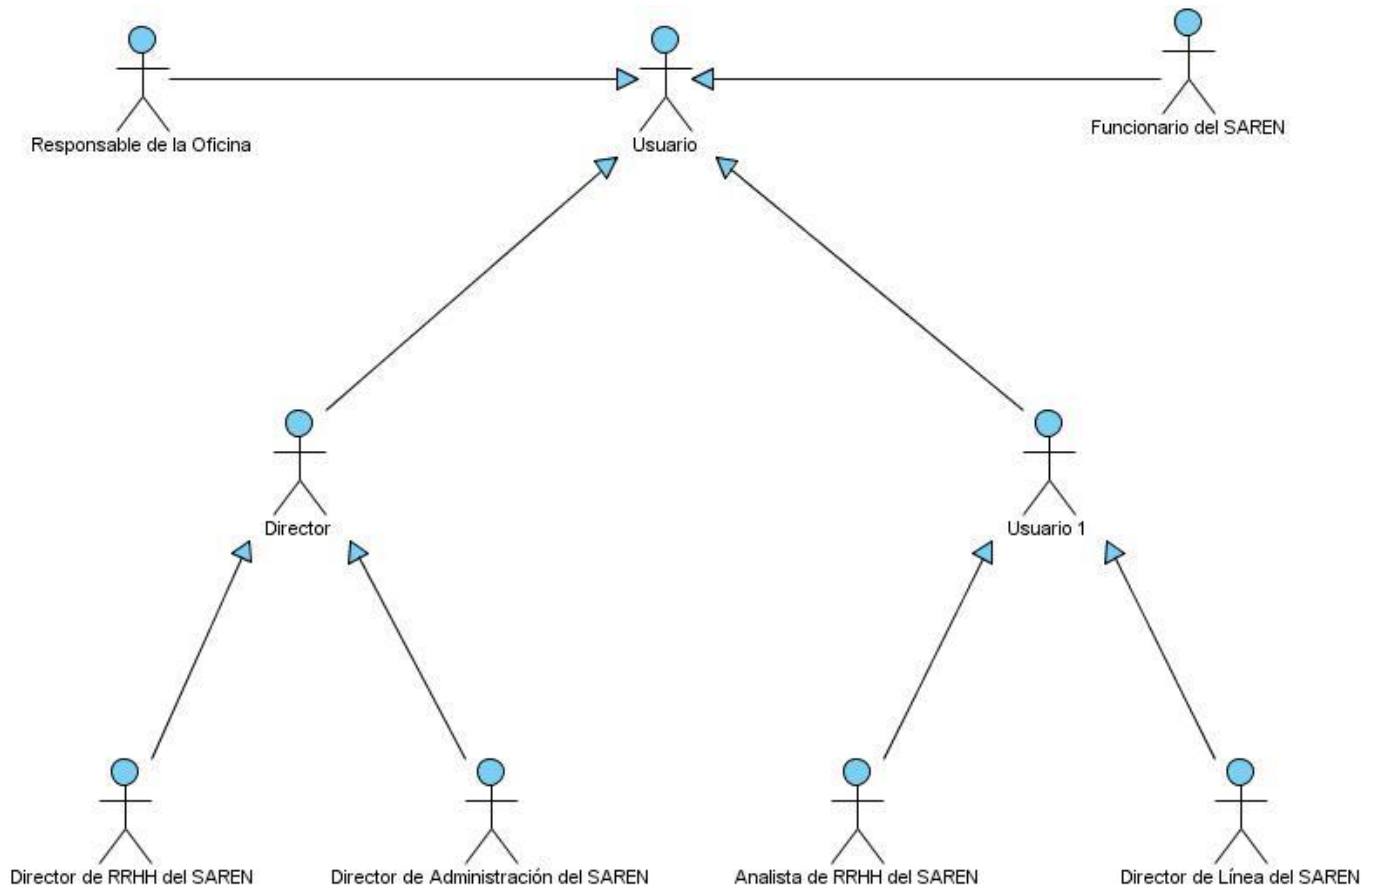 Responsable de la Oficina
Usuario
Funcionario del SAREN
Director
Usuario 1
Director de RRHH del SAREN
Director de Administración del SAREN
Analista de RRHH del SAREN
Director de Línea del SAREN